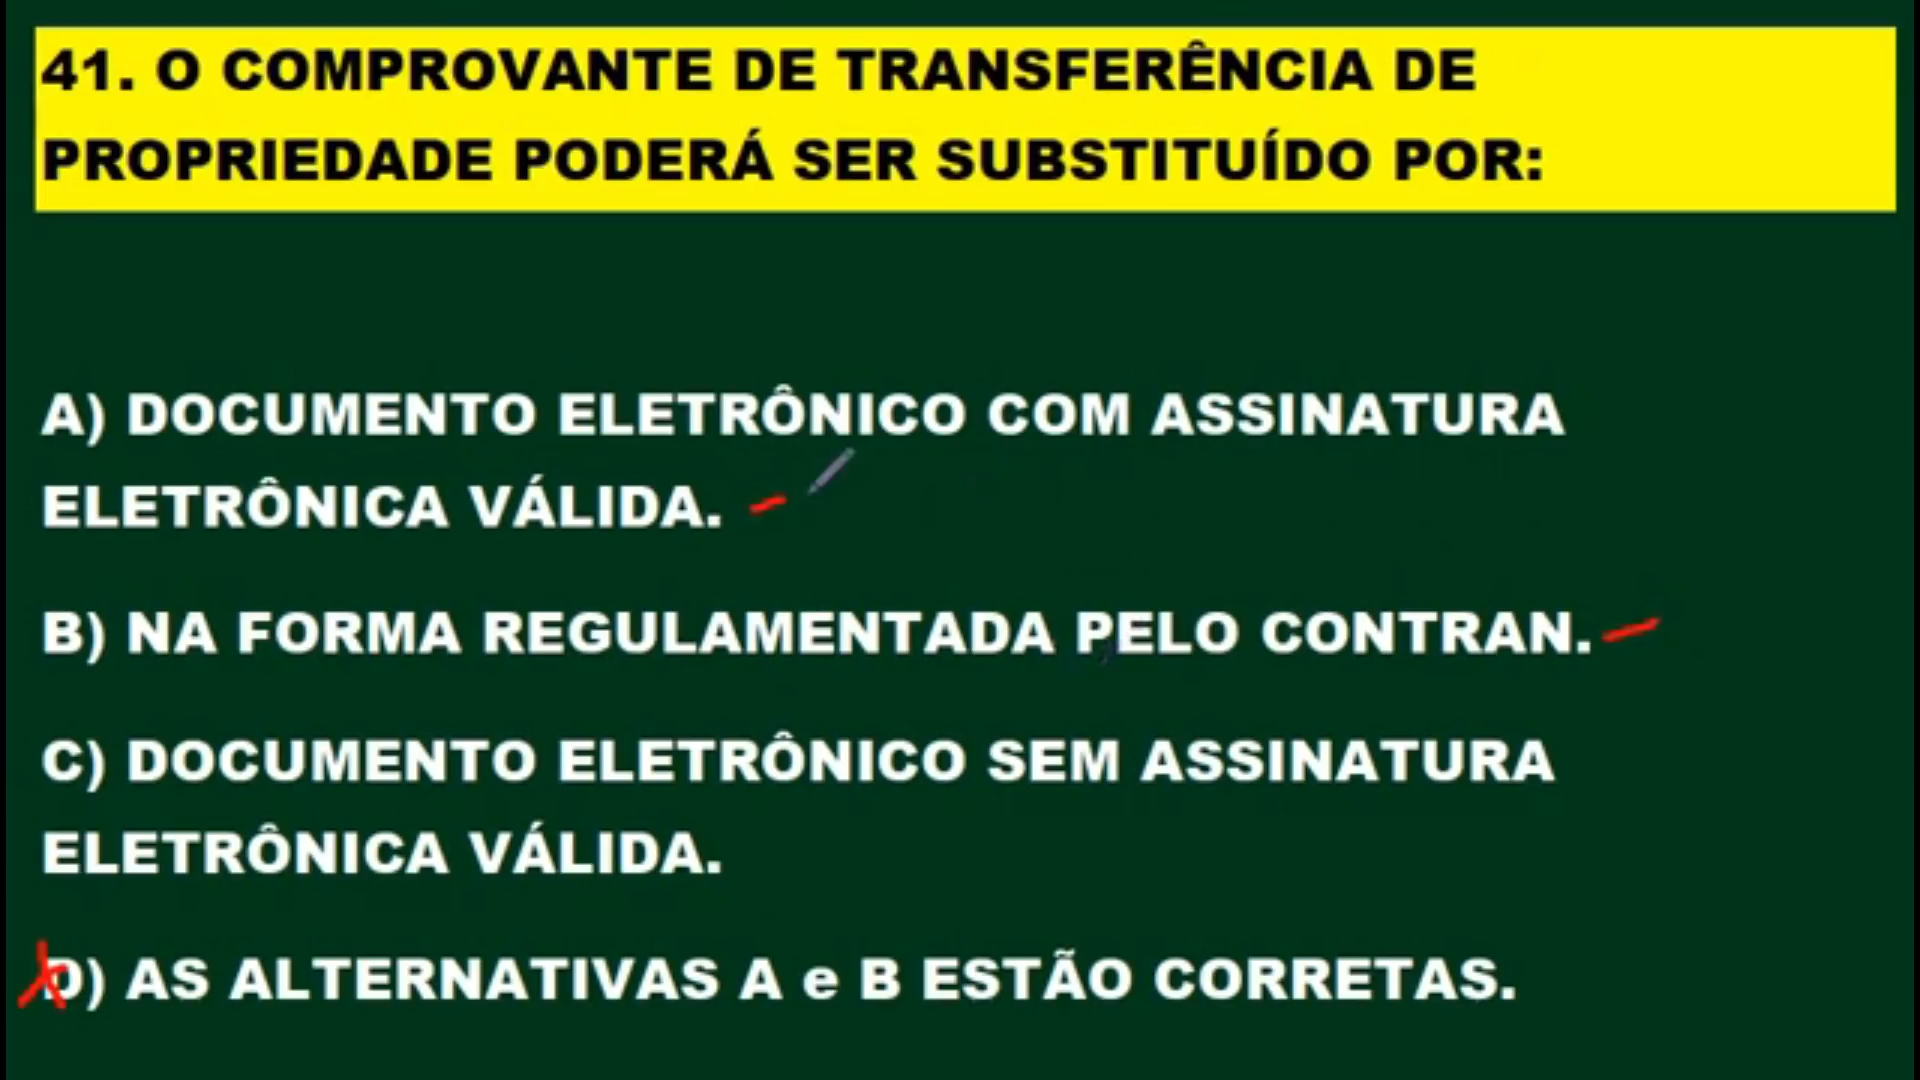 41. O COMPROVANTE DE TRANSFERÊNCIA DE
PROPRIEDADE PODERÁ SER SUBSTITUÍDO POR:
A) DOCUMENTO ELETRÔNICO COM ASSINATURA
ELETRÔNICA VÁLIDA.
B) NA FORMA REGULAMENTADA PELO CONTRAN.
C) DOCUMENTO ELETRÔNICO SEM ASSINATURA
ELETRÔNICA VÁLIDA.
D) AS ALTERNATIVAS A e B ESTÃO CORRETAS.